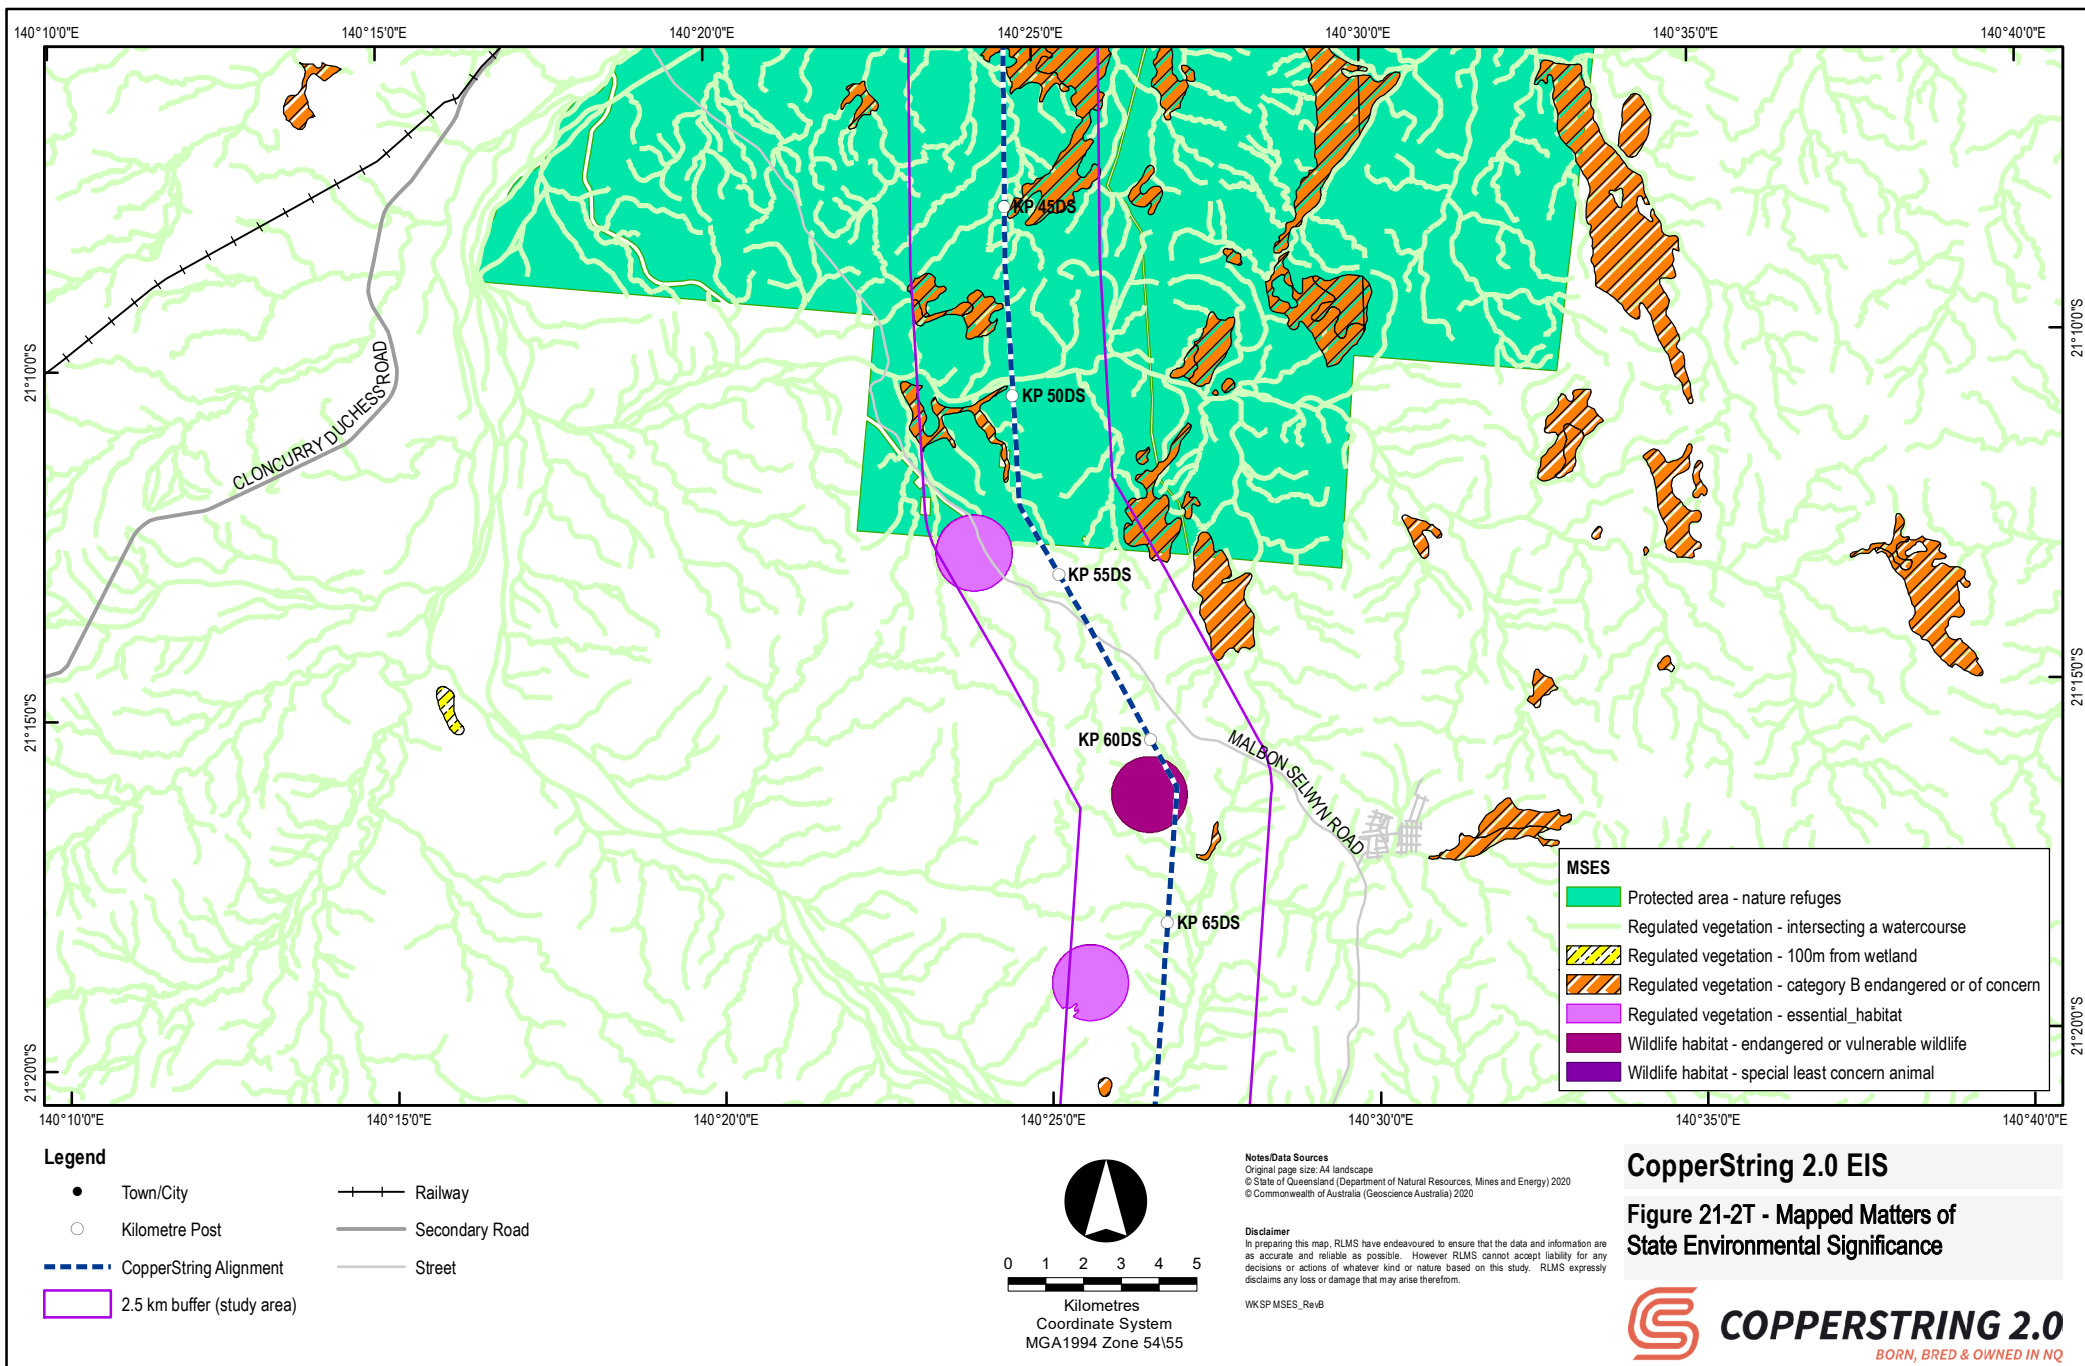 140°10'0"E 140°15'0"E 140°20'0"E 140°25'0"E 140°30'0"E 140°35'0"E 140°40'0"E
KP 45DS
21°10'0"S
21°10'0"S
CLONCURRY DUCHESS ROAD
KP 50DS
KP 55DS
21°15'0"S
21°15'0"S
KP 60DS
MALBON SELWYN ROAD
KP 65DS
21°20'0"S
21°20'0"S
MSES
Protected area - nature refuges
Regulated vegetation - intersecting a watercourse
Regulated vegetation - 100m from wetland
Regulated vegetation - category B endangered or of concern
Regulated vegetation - essential_habitat
Wildlife habitat - endangered or vulnerable wildlife
Wildlife habitat - special least concern animal
140°10'0"E 140°15'0"E 140°20'0"E 140°25'0"E 140°30'0"E 140°35'0"E 140°40'0"E
Legend
Town/City
Kilometre Post
CopperString Alignment
2.5 km buffer (study area)
Railway
Secondary Road
Street
0 1 2 3 4 5
Kilometres
Coordinate System
MGA1994 Zone 54\55
Notes/Data Sources
Original page size: A4 landscape
© State of Queensland (Department of Natural Resources, Mines and Energy) 2020
© Commonwealth of Australia (Geoscience Australia) 2020
Disclaimer
In preparing this map, RLMS have endeavoured to ensure that the data and information are
as accurate and reliable as possible. However RLMS cannot accept liability for any
decisions or actions of whatever kind or nature based on this study. RLMS expressly
disclaims any loss or damage that may arise therefrom.
WKSP MSES_RevB
CopperString 2.0 EIS
Figure 21-2T - Mapped Matters of
State Environmental Significance
COPPERSTRING 2.0
BORN, BRED & OWNED IN NQ